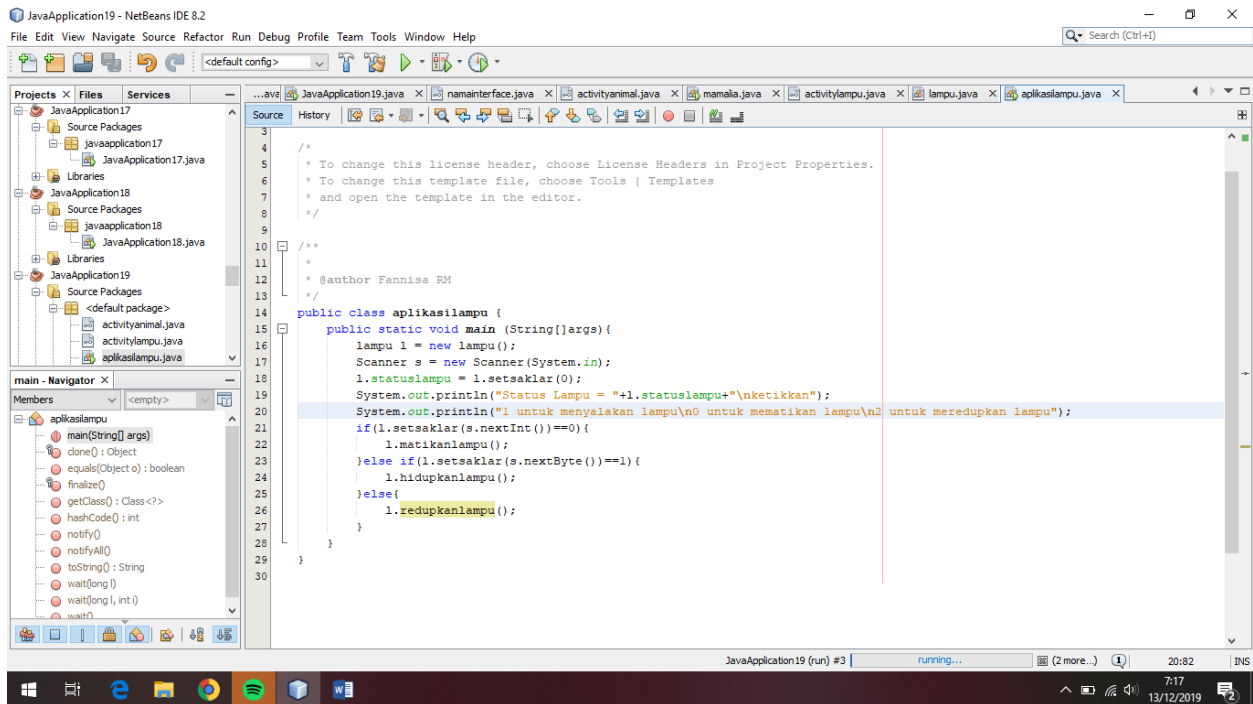 JavaApplication19 - NetBeans IDE 8.2
File Edit View Navigate Source Refactor Run Debug Profile Team Tools Window Help
Search (Ctrl+I)
<default config>
Projects Files Services
JavaApplication17
Source Packages
javaapplication17
JavaApplication17.java
Libraries
JavaApplication18
Source Packages
javaapplication18
JavaApplication18.java
Libraries
JavaApplication19
Source Packages
<default package>
activityanimal.java
activitylampu.java
aplikasilampu.java
main - Navigator
Members <empty>
aplikasilampu
main(String[] args)
clone() : Object
equals(Object o) : boolean
finalize()
getClass() : Class<?>
hashCode() : int
notify()
notifyAll()
toString() : String
wait(long l)
wait(long l, int i)
wait()
...ava JavaApplication19.java namainterface.java activityanimal.java mamalia.java activitylampu.java lampu.java aplikasilampu.java
Source History
3
4 /*
5 * To change this license header, choose License Headers in Project Properties.
6 * To change this template file, choose Tools | Templates
7 * and open the template in the editor.
8 */
9
10 /**
11 *
12 * @author Fannisa RM
13 */
14 public class aplikasilampu {
15 public static void main (String[]args){
16 lampu l = new lampu();
17 Scanner s = new Scanner(System.in);
18 l.statuslampu = l.setsaklar(0);
19 System.out.println("Status Lampu = "+l.statuslampu+"\nketikkan");
20 System.out.println("1 untuk menyalakan lampu\n0 untuk mematikan lampu\n2 untuk meredupkan lampu");
21 if(l.setsaklar(s.nextInt())==0){
22 l.matikanlampu();
23 }else if(l.setsaklar(s.nextByte())==1){
24 l.hidupkanlampu();
25 }else{
26 l.redupkanlampu();
27 }
28 }
29 }
30
JavaApplication19 (run) #3 running... (2 more...) 1 20:82 INS
7:17
13/12/2019
2